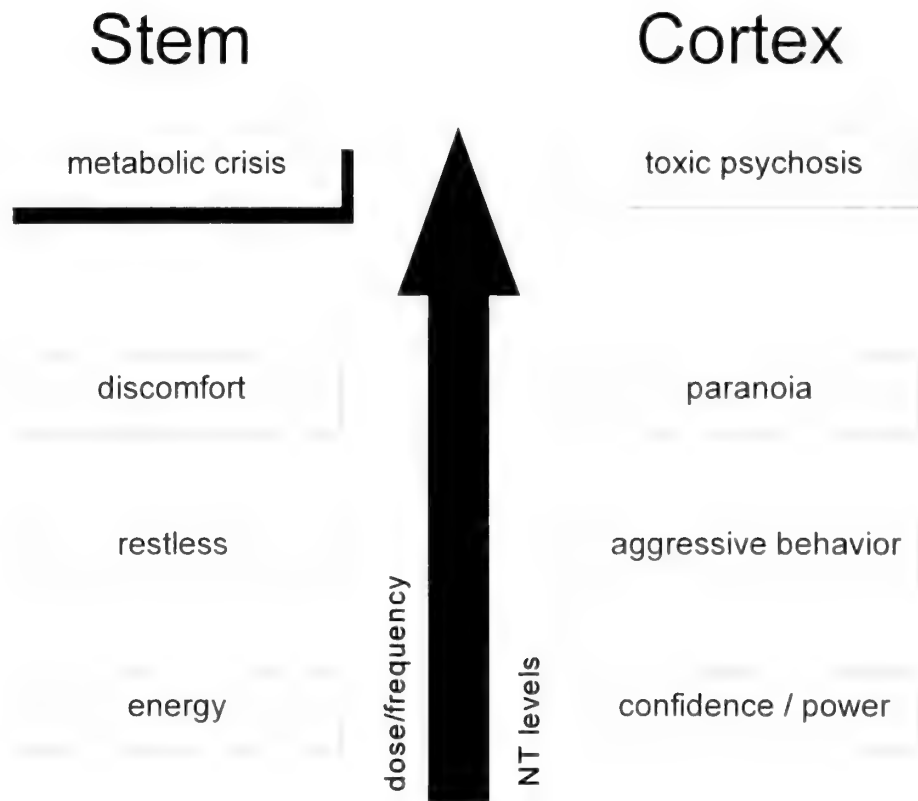 Stem
Cortex
metabolic crisis
toxic psychosis
discomfort
paranoia
restless
aggressive behavior
energy
confidence / power
dose/frequency
NT levels